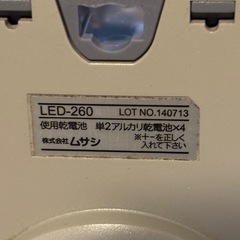 LED-260 LOT NO.140713
使用乾電池 単2アルカリ乾電池×4
※+-を正しく
株式会社ムサシ 入れて下さい